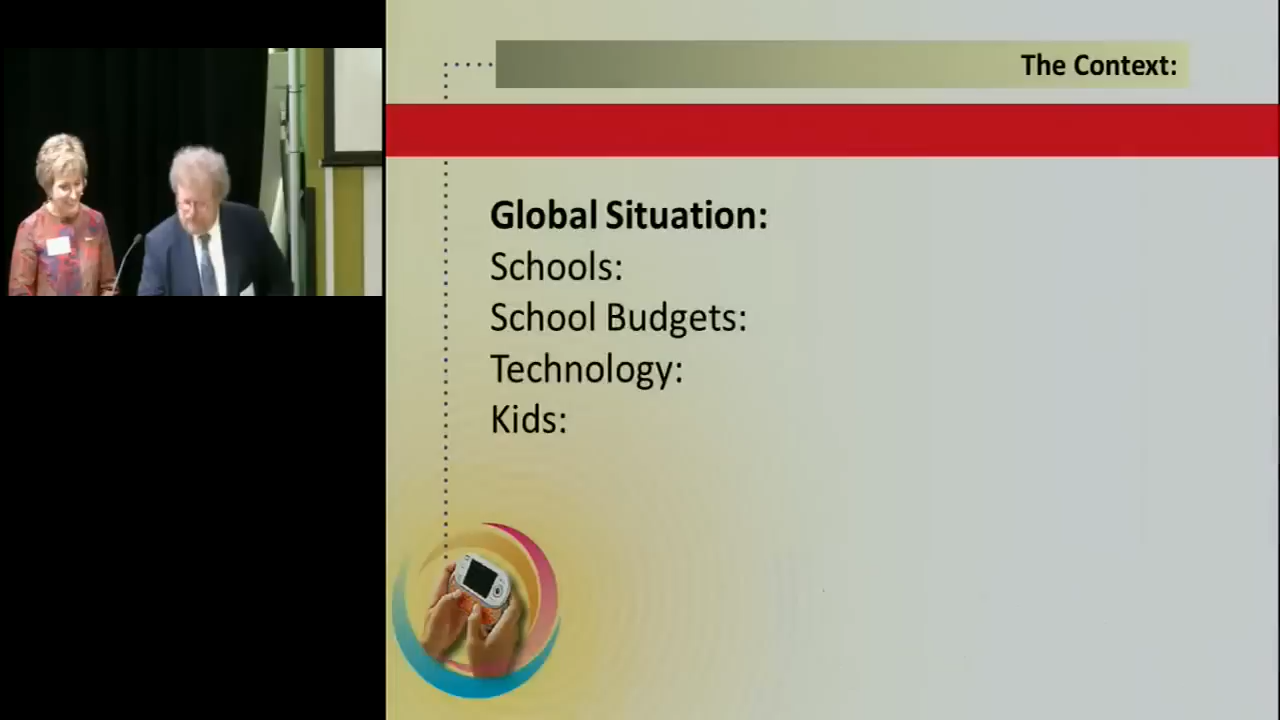 The Context:
Global Situation:
Schools:
School Budgets:
Technology:
Kids: